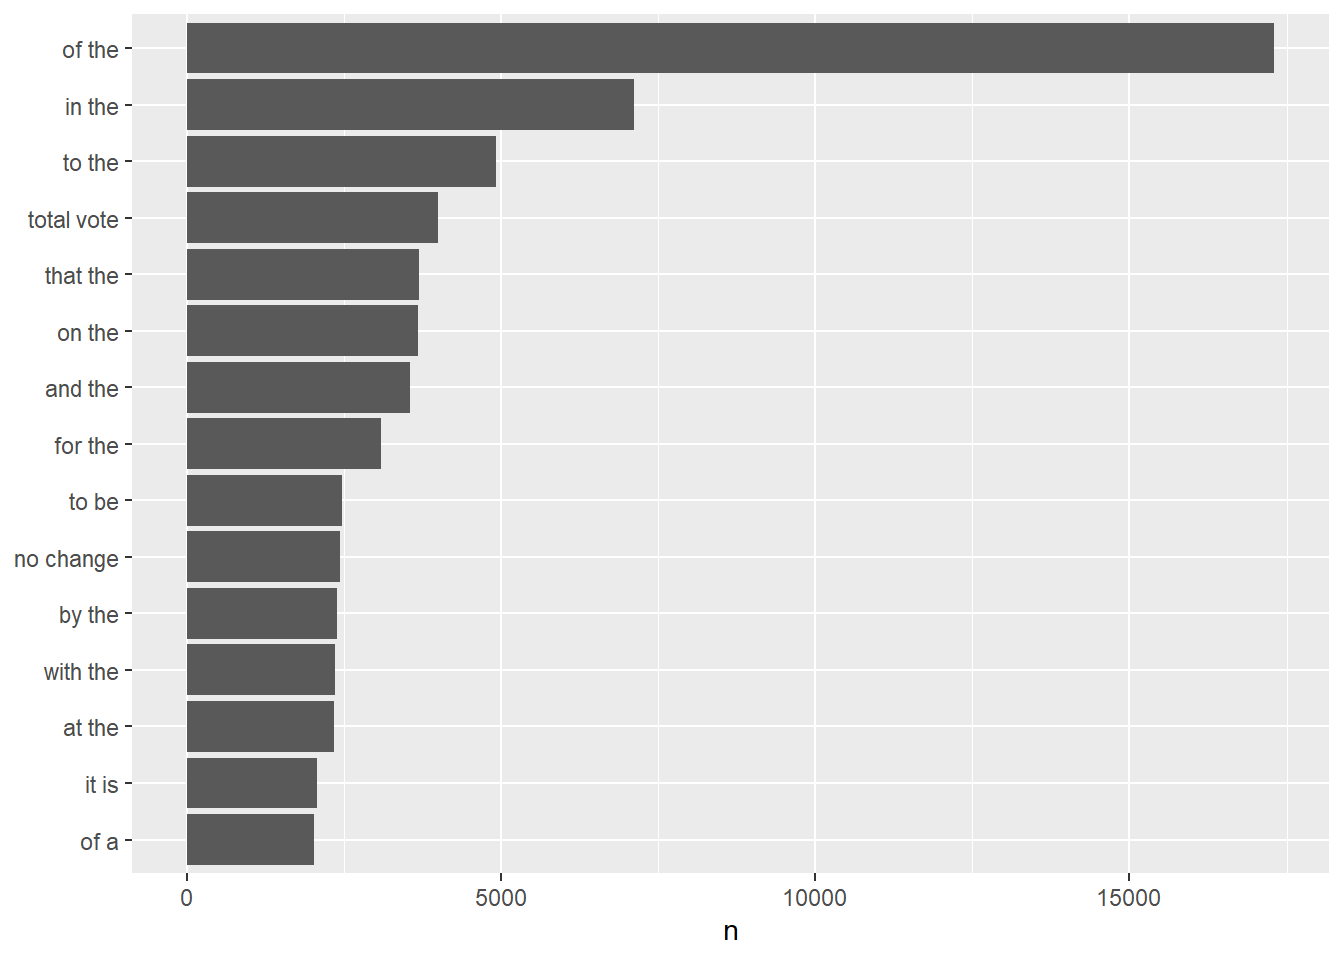 of the
in the
to the
total vote
that the
on the
and the
for the
to be
no change
by the
with the
at the
it is
of a
0 5000 10000 15000
n